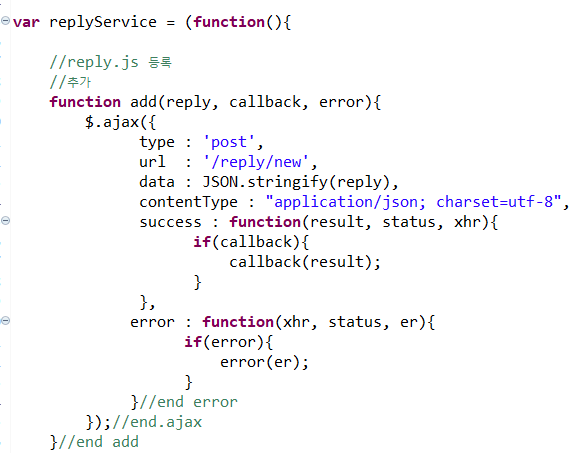 var replyService = (function(){
//reply.js 등록
//추가
function add(reply, callback, error){
$.ajax({
type : 'post',
url  : '/reply/new',
data : JSON.stringify(reply),
contentType : "application/json; charset=utf-8",
success : function(result, status, xhr){
if(callback){
callback(result);
}
},
error : function(xhr, status, er){
if(error){
error(er);
}
}//end error
});//end.ajax
}//end add